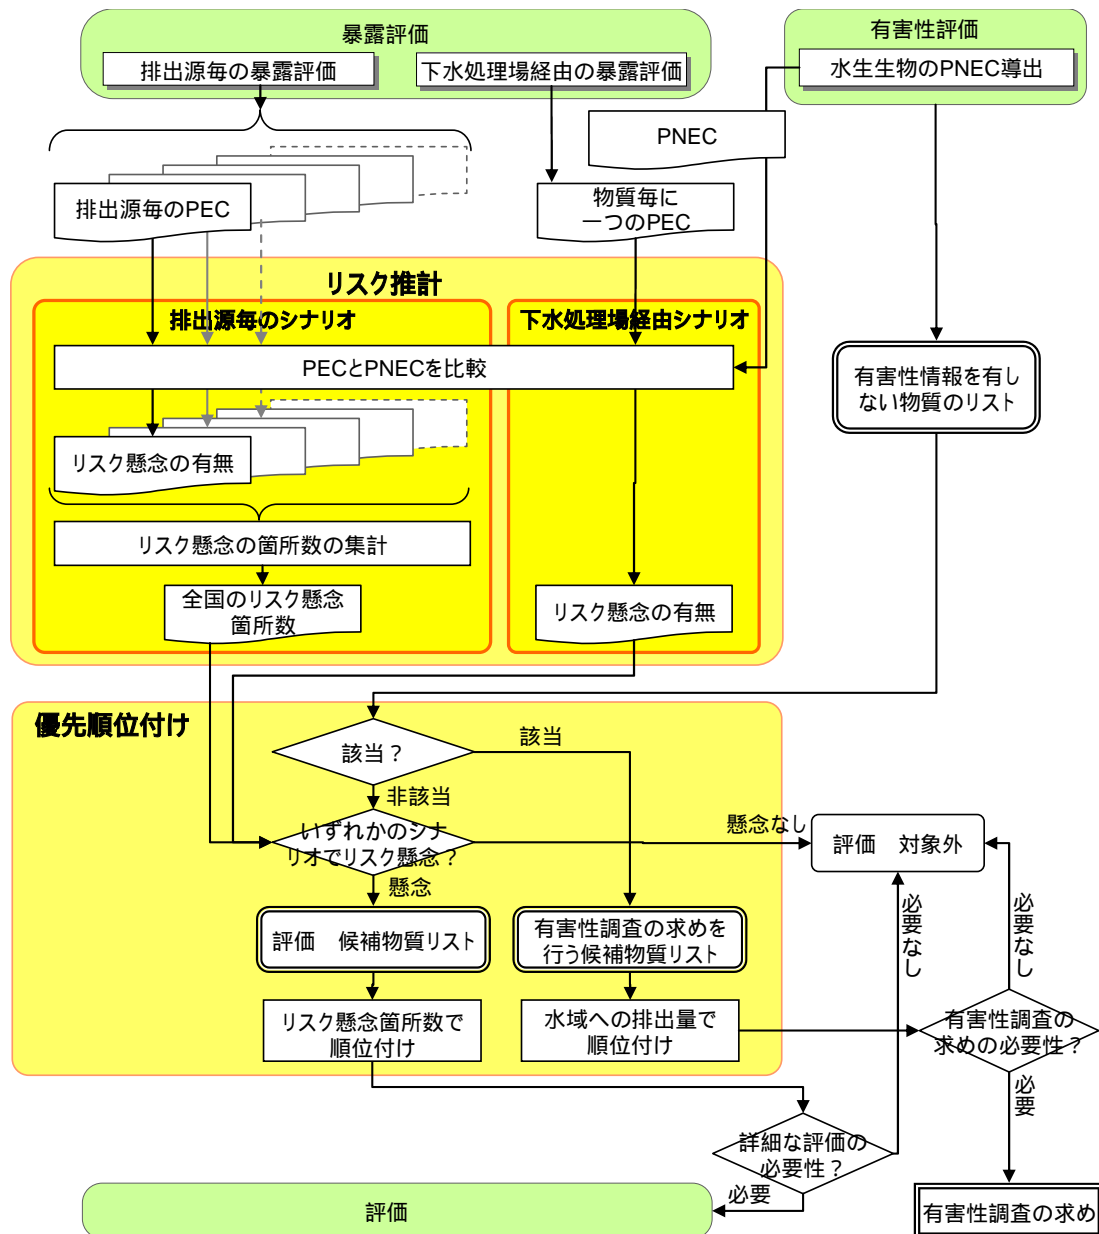 暴露評価
有害性評価
排出源毎の暴露評価
下水処理場経由の暴露評価
水生生物のPNEC導出
PNEC
排出源毎のPEC
物質毎に
一つのPEC
リスク推計
排出源毎のシナリオ
下水処理場経由シナリオ
PECとPNECを比較
有害性情報を有し
ない物質のリスト
リスク懸念の有無
リスク懸念の箇所数の集計
全国のリスク懸念
箇所数
リスク懸念の有無
優先順位付け
該当？
該当
非該当
いずれかのシナ
リオでリスク懸念？
懸念なし
評価　対象外
懸念
評価　候補物質リスト
有害性調査の求めを
行う候補物質リスト
必要なし
必要なし
リスク懸念箇所数で
順位付け
水域への排出量で
順位付け
有害性調査の
求めの必要性？
必要
詳細な評価の
必要性？
必要
評価
有害性調査の求め